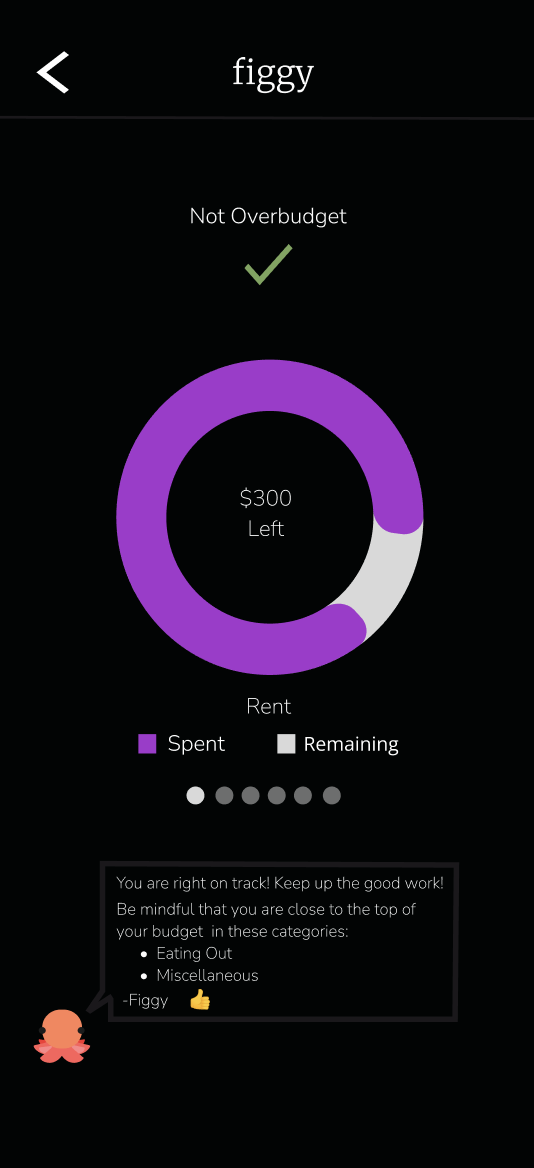 figgy
Not Overbudget
$300
Left
Rent
Spent
Remaining
You are right on track! Keep up the good work!
Be mindful that you are close to the top of
your budget  in these categories:
• Eating Out
• Miscellaneous
-Figgy 👍